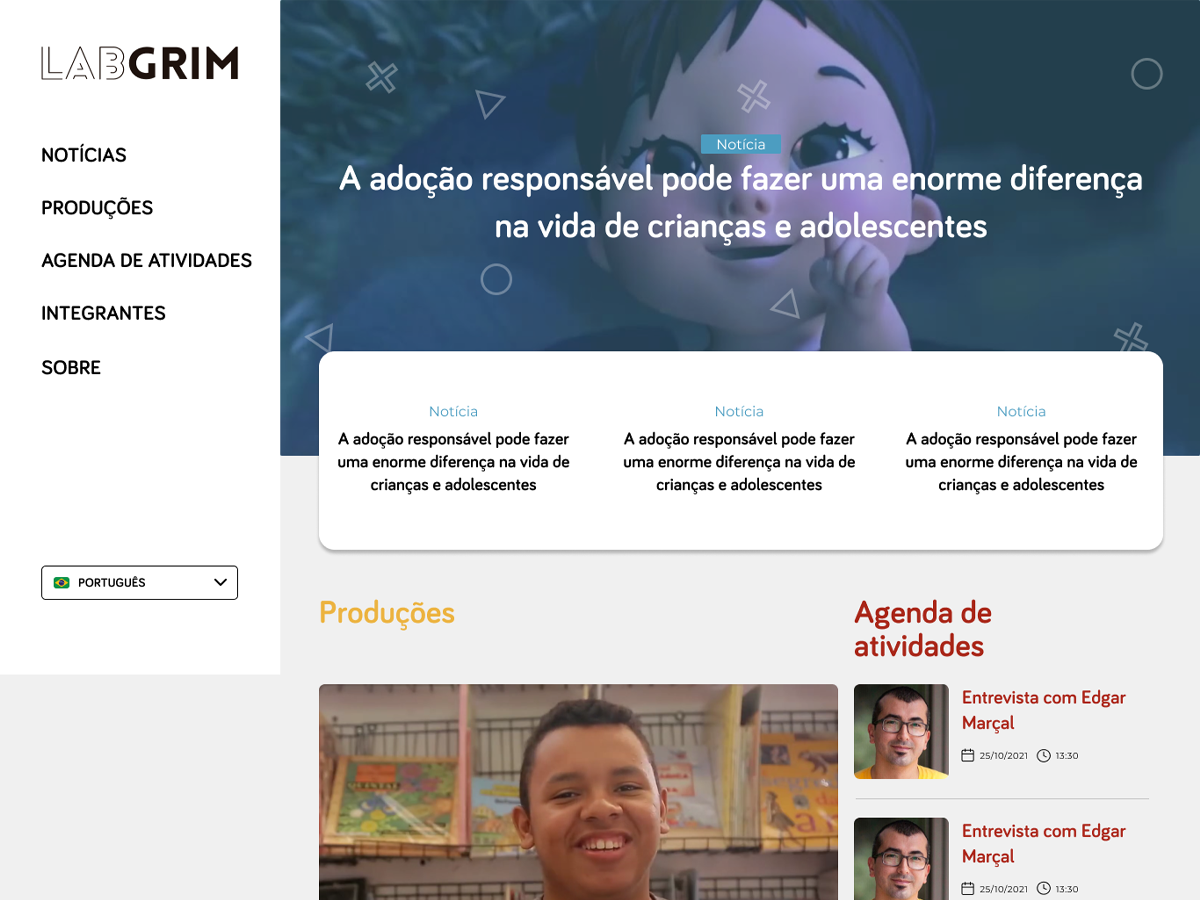 LABGRIM
NOTÍCIAS
PRODUÇÕES
AGENDA DE ATIVIDADES
INTEGRANTES
SOBRE
PORTUGUÊS
Notícia
A adoção responsável pode fazer uma enorme diferença
na vida de crianças e adolescentes
Notícia
A adoção responsável pode fazer
uma enorme diferença na vida de
crianças e adolescentes
Notícia
A adoção responsável pode fazer
uma enorme diferença na vida de
crianças e adolescentes
Notícia
A adoção responsável pode fazer
uma enorme diferença na vida de
crianças e adolescentes
Produções
Agenda de
atividades
Entrevista com Edgar
Marçal
25/10/2021 13:30
Entrevista com Edgar
Marçal
25/10/2021 13:30